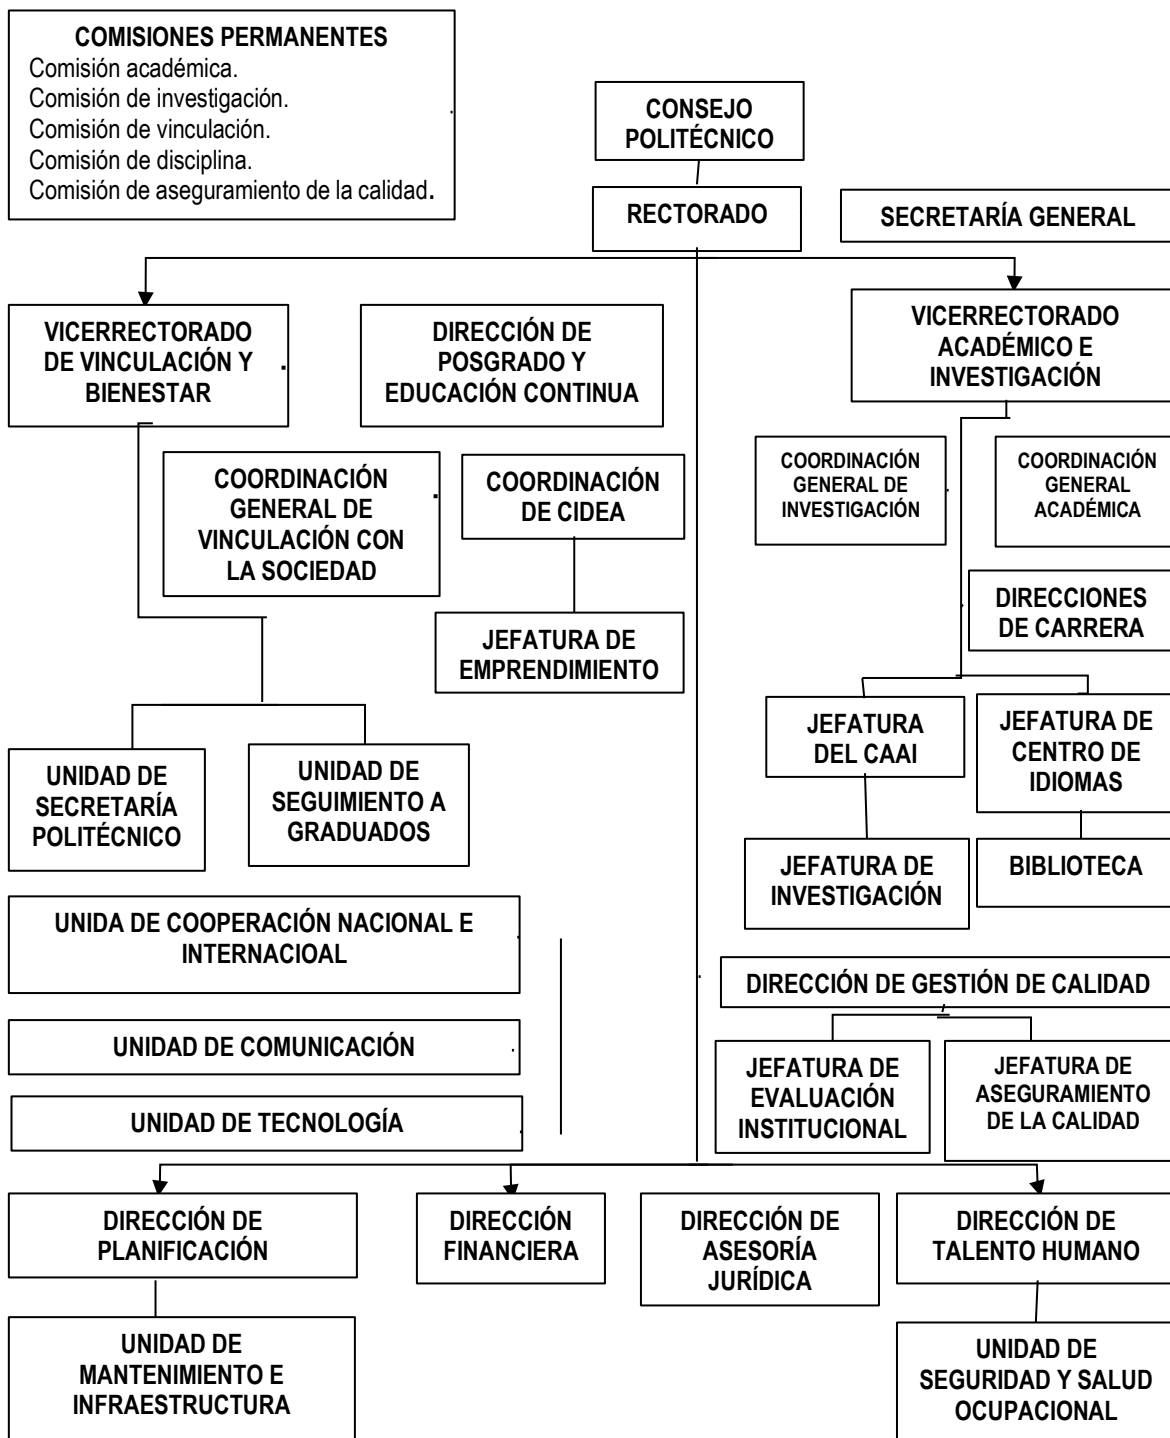 COMISIONES PERMANENTES
Comisión académica.
Comisión de investigación.
Comisión de vinculación.
Comisión de disciplina.
Comisión de aseguramiento de la calidad.
CONSEJO
POLITÉCNICO
RECTORADO
SECRETARÍA GENERAL
VICERRECTORADO
DE VINCULACIÓN Y
BIENESTAR
DIRECCIÓN DE
POSGRADO Y
EDUCACIÓN CONTINUA
VICERRECTORADO
ACADÉMICO E
INVESTIGACIÓN
COORDINACIÓN
GENERAL DE
VINCULACIÓN CON
LA SOCIEDAD
COORDINACIÓN
DE CIDEA
COORDINACIÓN
GENERAL DE
INVESTIGACIÓN
COORDINACIÓN
GENERAL
ACADÉMICA
DIRECCIONES
DE CARRERA
JEFATURA DE
EMPRENDIMIENTO
JEFATURA
DEL CAAI
JEFATURA DE
CENTRO DE
IDIOMAS
UNIDAD DE
SECRETARÍA
POLITÉCNICO
UNIDAD DE
SEGUIMIENTO A
GRADUADOS
JEFATURA DE
INVESTIGACIÓN
BIBLIOTECA
UNIDA DE COOPERACIÓN NACIONAL E
INTERNACIOAL
DIRECCIÓN DE GESTIÓN DE CALIDAD
UNIDAD DE COMUNICACIÓN
JEFATURA DE
EVALUACIÓN
INSTITUCIONAL
JEFATURA DE
ASEGURAMIENTO
DE LA CALIDAD
UNIDAD DE TECNOLOGÍA
DIRECCIÓN DE
PLANIFICACIÓN
DIRECCIÓN
FINANCIERA
DIRECCIÓN DE
ASESORÍA
JURÍDICA
DIRECCIÓN DE
TALENTO HUMANO
UNIDAD DE
MANTENIMIENTO E
INFRAESTRUCTURA
UNIDAD DE
SEGURIDAD Y SALUD
OCUPACIONAL